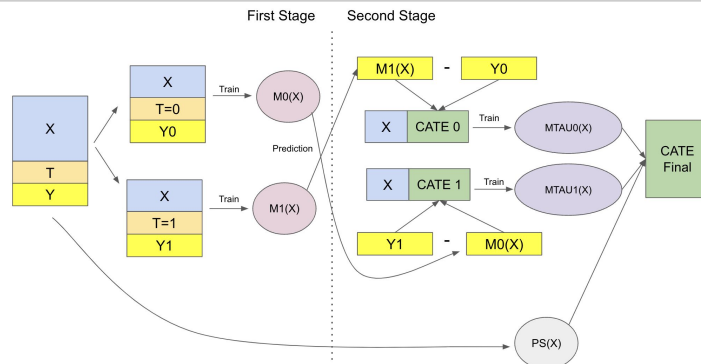 First Stage
Second Stage
X
T
Y
X
T=0
Y0
Train
M0(X)
X
T=1
Y1
Train
M1(X)
Prediction
M1(X) - Y0
X CATE 0
Train
MTAU0(X)
X CATE 1
Train
MTAU1(X)
Y1 - M0(X)
CATE
Final
PS(X)